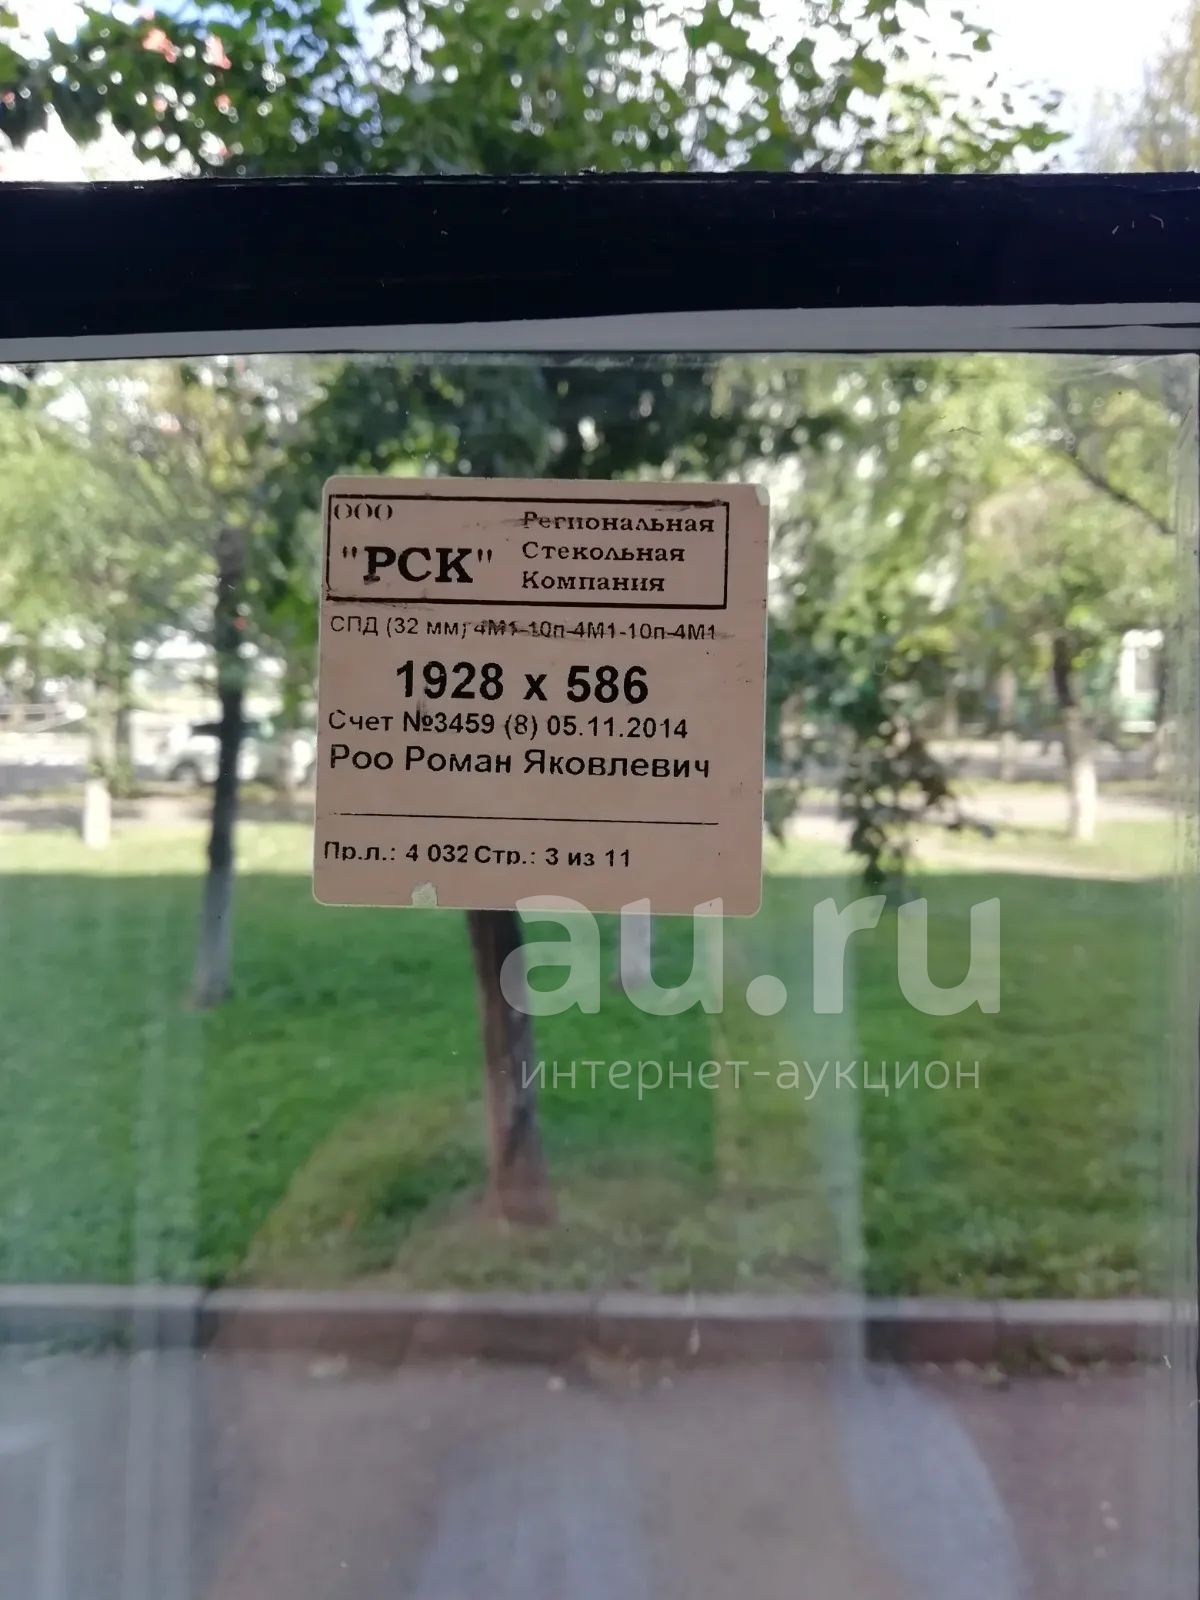 ООО
"РСК"
Региональная
Стекольная
Компания
СПД (32 мм) 4М1-10п-4М1-10п-4М1
1928 х 586
Счет №3459 (8) 05.11.2014
Роо Роман Яковлевич
Пр.л.: 4 032 Стр.: 3 из 11
au.ru
интернет-аукцион